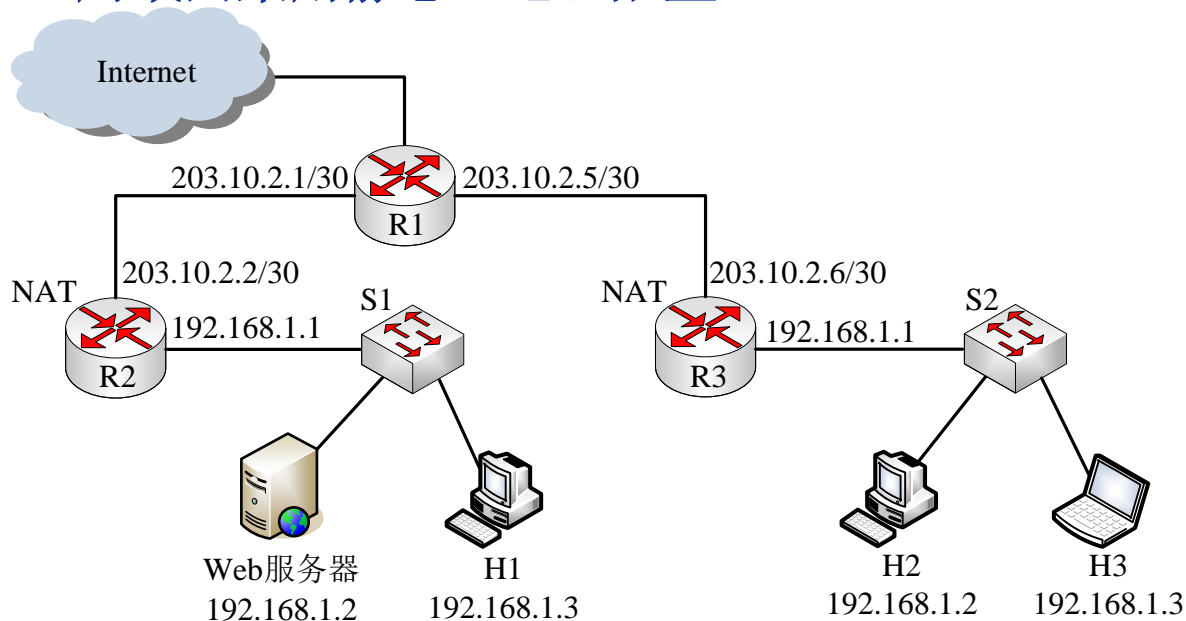 Internet
203.10.2.1/30
203.10.2.5/30
R1
NAT
203.10.2.2/30
S1
NAT
203.10.2.6/30
S2
192.168.1.1
192.168.1.1
R2
R3
Web服务器
H1
H2
H3
192.168.1.2
192.168.1.3
192.168.1.2
192.168.1.3